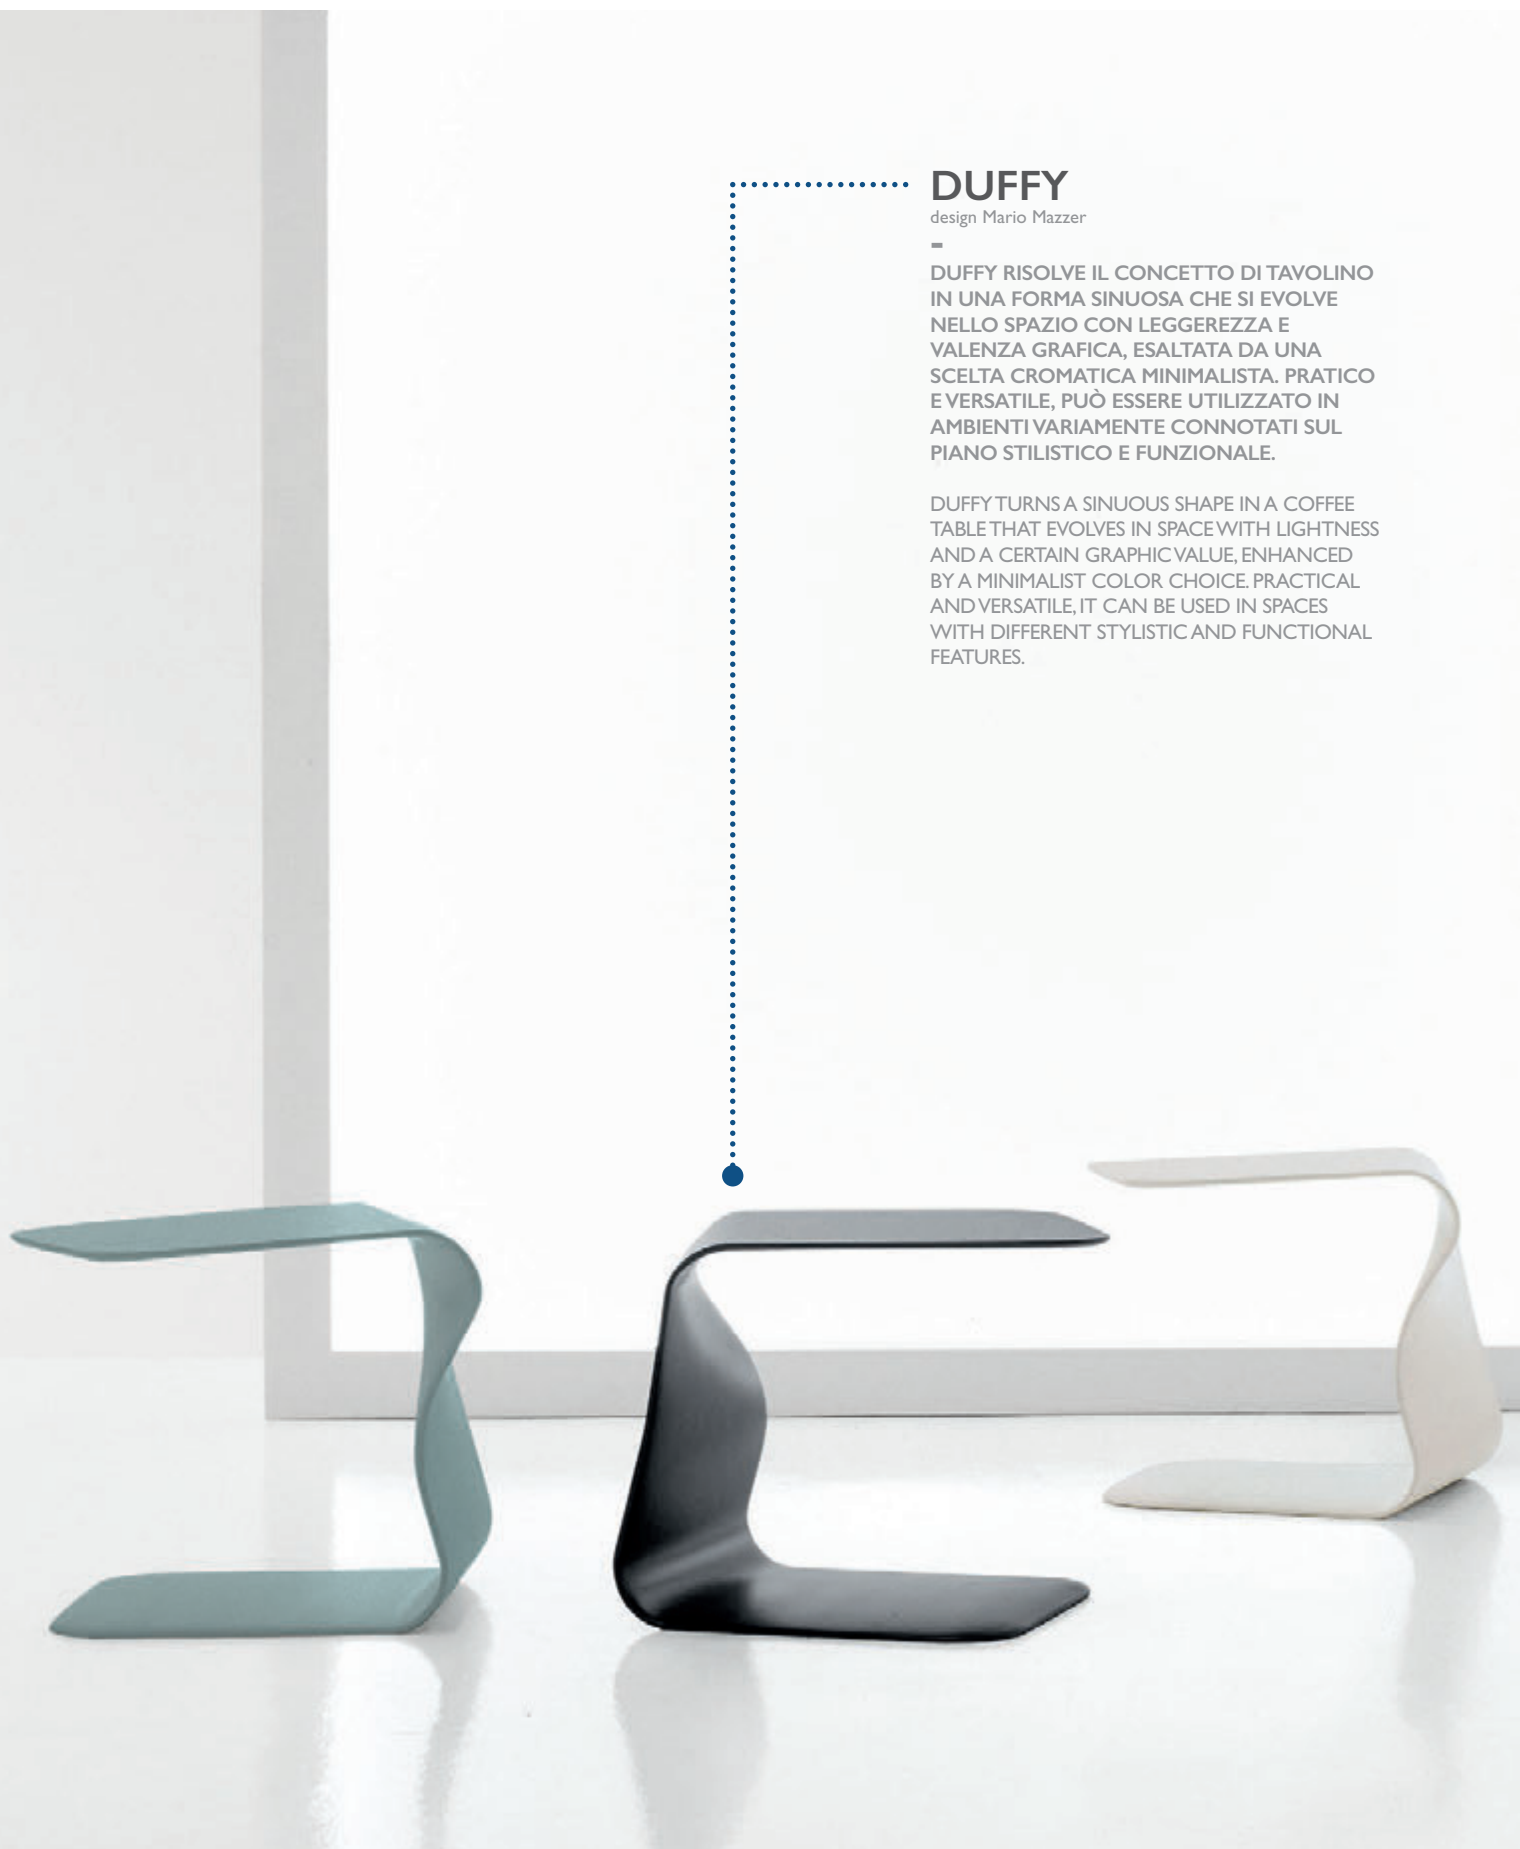 DUFFY
design Mario Mazzer
-
DUFFY RISOLVE IL CONCETTO DI TAVOLINO
IN UNA FORMA SINUOSA CHE SI EVOLVE
NELLO SPAZIO CON LEGGEREZZA E
VALENZA GRAFICA, ESALTATA DA UNA
SCELTA CROMATICA MINIMALISTA. PRATICO
E VERSATILE, PUÒ ESSERE UTILIZZATO IN
AMBIENTI VARIAMENTE CONNOTATI SUL
PIANO STILISTICO E FUNZIONALE.
DUFFY TURNS A SINUOUS SHAPE IN A COFFEE
TABLE THAT EVOLVES IN SPACE WITH LIGHTNESS
AND A CERTAIN GRAPHIC VALUE, ENHANCED
BY A MINIMALIST COLOR CHOICE. PRACTICAL
AND VERSATILE, IT CAN BE USED IN SPACES
WITH DIFFERENT STYLISTIC AND FUNCTIONAL
FEATURES.